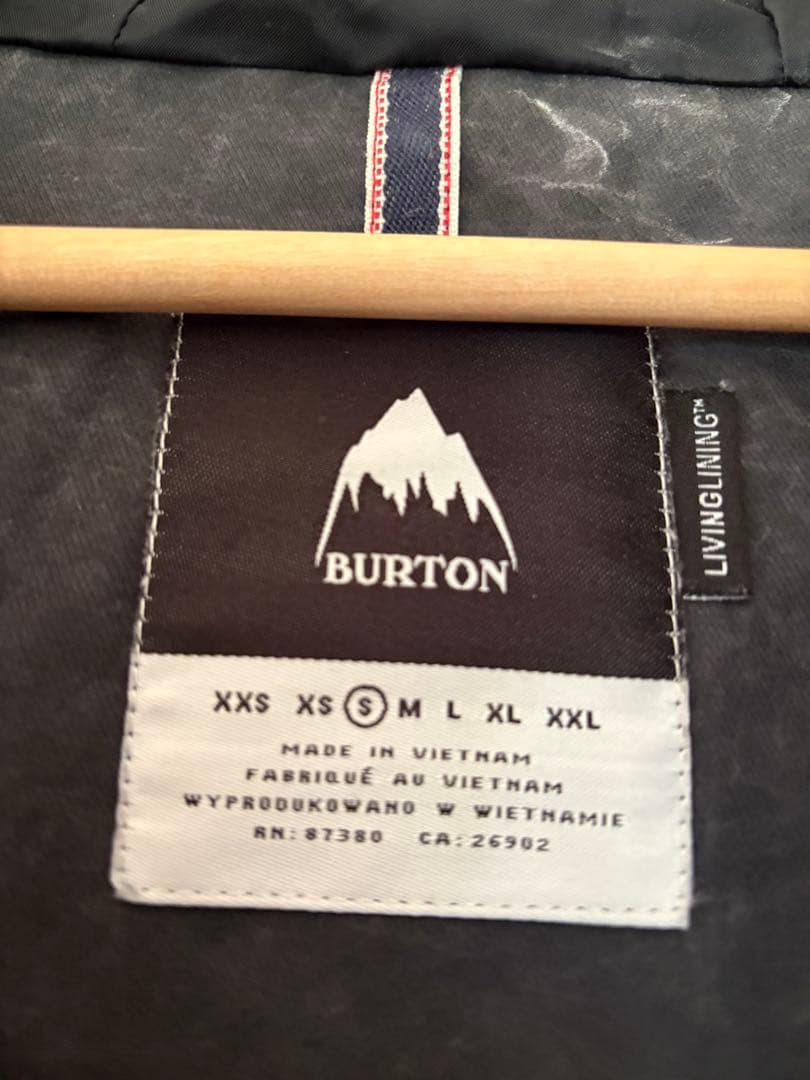 BURTON
LIVINGLINING™
XXS XS S M L XL XXL
MADE IN VIETNAM
FABRIQUÉ AU VIETNAM
WYPRODUKOWANO W WIETNAMIE
RN: 87380 CA: 26902